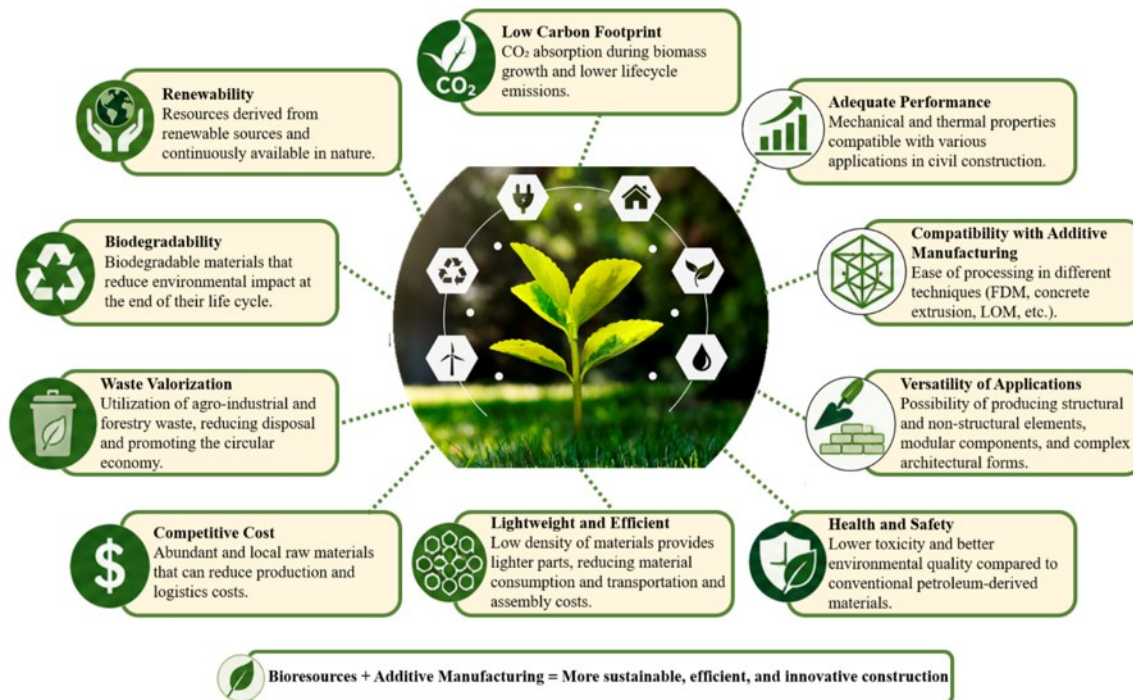 Low Carbon Footprint
CO₂ absorption during biomass
growth and lower lifecycle
emissions.
CO₂
Renewability
Resources derived from
renewable sources and
continuously available in nature.
Adequate Performance
Mechanical and thermal properties
compatible with various
applications in civil construction.
Biodegradability
Biodegradable materials that
reduce environmental impact at
the end of their life cycle.
Compatibility with Additive
Manufacturing
Ease of processing in different
techniques (FDM, concrete
extrusion, LOM, etc.).
Waste Valorization
Utilization of agro-industrial and
forestry waste, reducing disposal
and promoting the circular
economy.
Versatility of Applications
Possibility of producing structural
and non-structural elements,
modular components, and complex
architectural forms.
Competitive Cost
Abundant and local raw materials
that can reduce production and
logistics costs.
$
Lightweight and Efficient
Low density of materials provides
lighter parts, reducing material
consumption and transportation and
assembly costs.
Health and Safety
Lower toxicity and better
environmental quality compared to
conventional petroleum-derived
materials.
Bioresources + Additive Manufacturing = More sustainable, efficient, and innovative construction